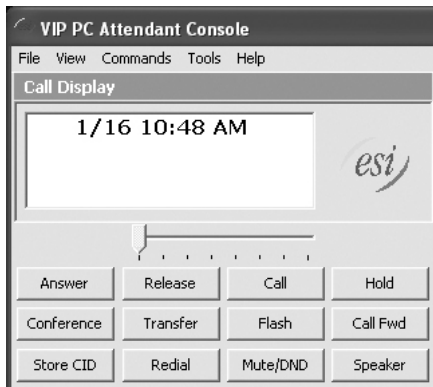 VIP PC Attendant Console
File View Commands Tools Help
Call Display
1/16 10:48 AM
esi
Answer Release Call Hold
Conference Transfer Flash Call Fwd
Store CID Redial Mute/DND Speaker